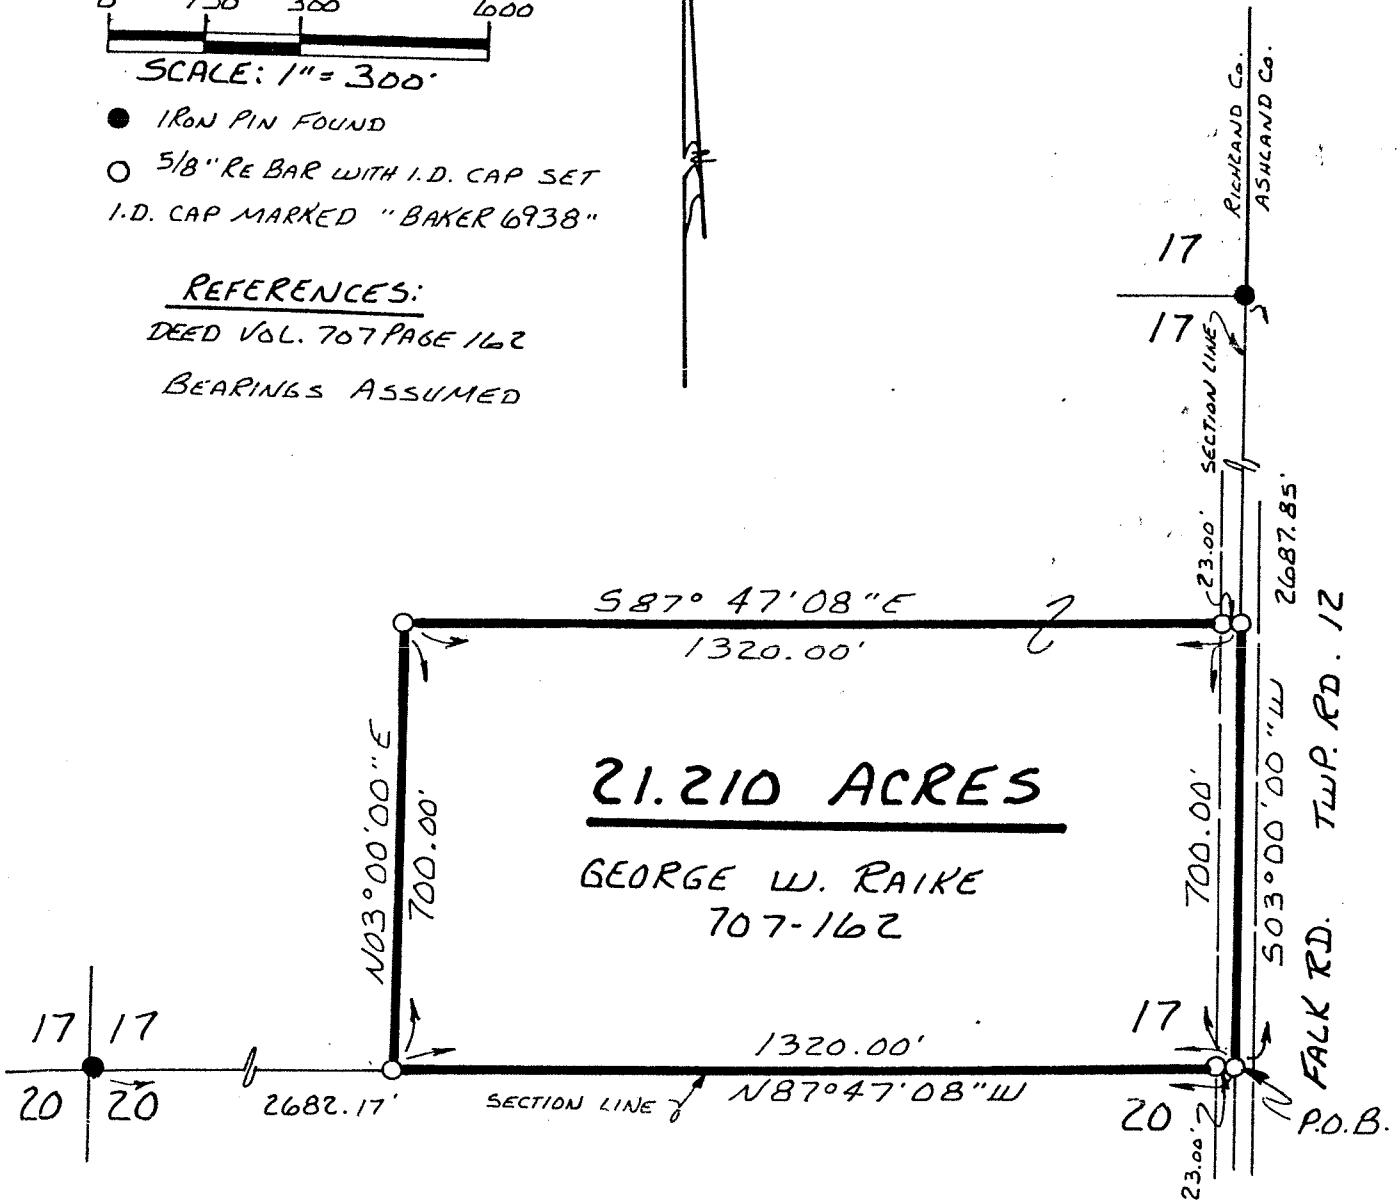 0 150 300 600
SCALE: 1" = 300'
IRON PIN FOUND
5/8" RE BAR WITH I.D. CAP SET
I.D. CAP MARKED "BAKER 6938"
REFERENCES:
DEED VOL. 707 PAGE 162
BEARINGS ASSUMED
RICHLAND Co.
ASHLAND Co.
17
17
SECTION LINE
23.00'
2687.85'
S87° 47' 08" E
1320.00'
N03° 00' 00" E
700.00'
21.210 ACRES
GEORGE W. RAIKE
707-162
700.00'
S03° 00' 00" W
FALK RD. TWP. RD. 12
17 17
20 20
2682.17'
1320.00'
SECTION LINE
N87° 47' 08" W
17
20
23.00'
P.O.B.